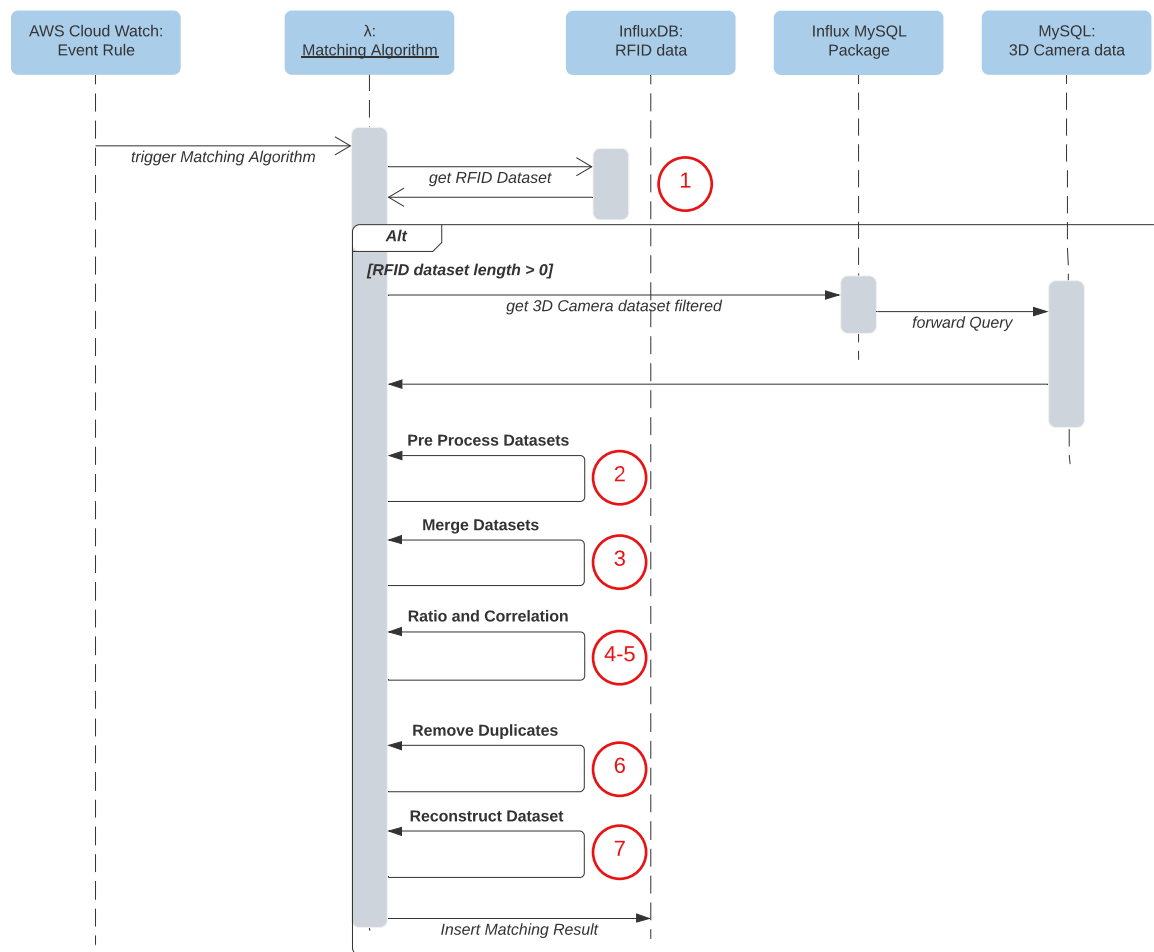 AWS Cloud Watch:
Event Rule
λ:
Matching Algorithm
InfluxDB:
RFID data
Influx MySQL
Package
MySQL:
3D Camera data
trigger Matching Algorithm
get RFID Dataset
1
Alt
[RFID dataset length > 0]
get 3D Camera dataset filtered
forward Query
Pre Process Datasets
2
Merge Datasets
3
Ratio and Correlation
4-5
Remove Duplicates
6
Reconstruct Dataset
7
Insert Matching Result